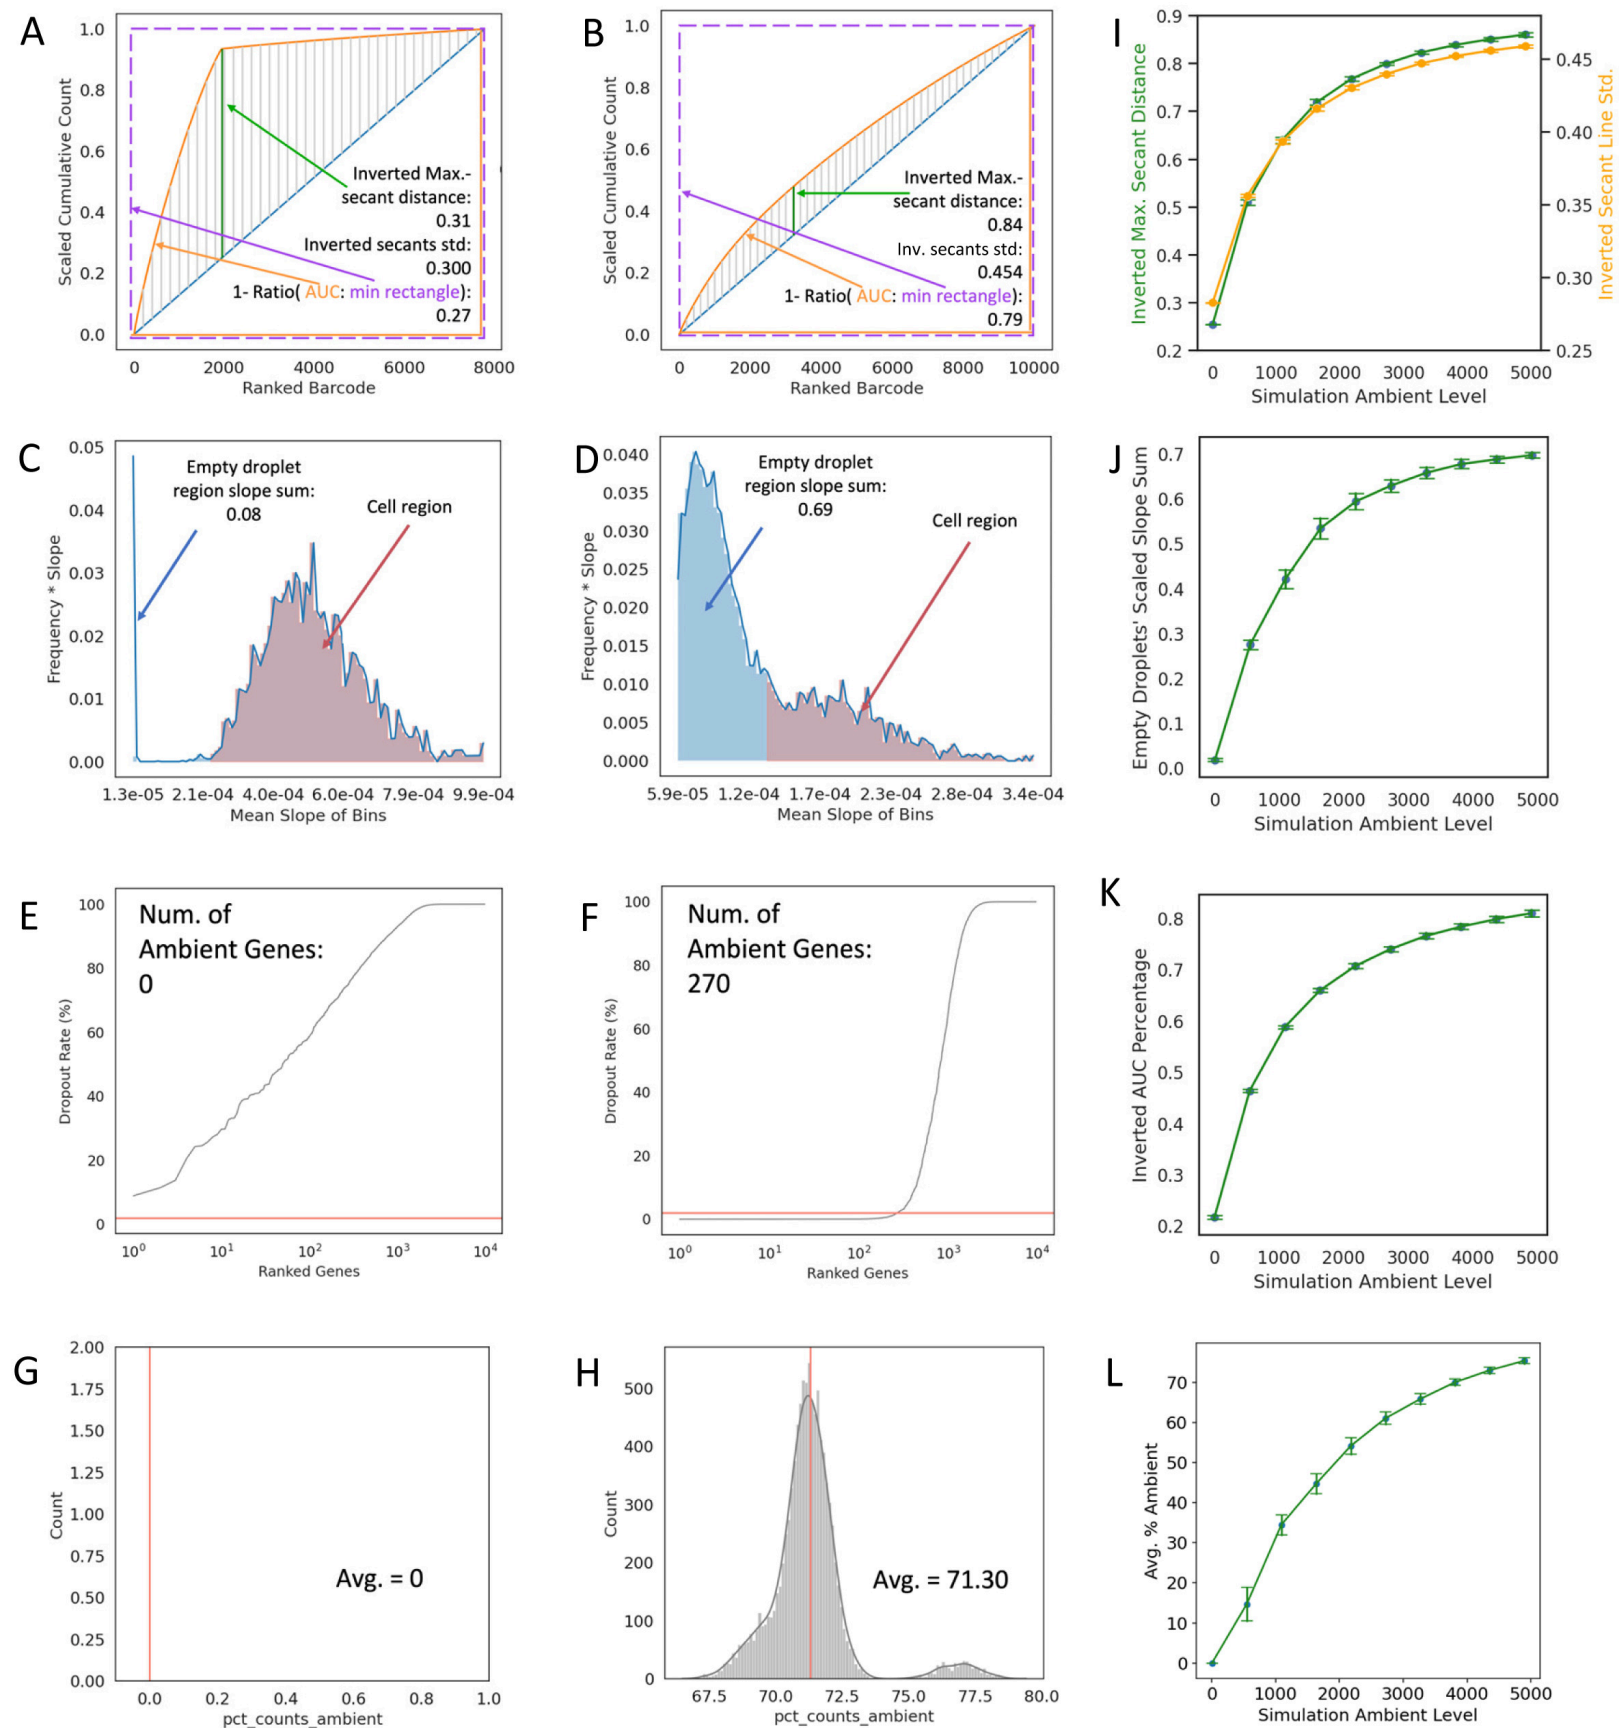 A
1.0
0.8
0.6
0.4
0.2
0.0
Scaled Cumulative Count
Inverted Max.-
secant distance:
0.31
Inverted secants std:
0.300
1- Ratio( AUC: min rectangle):
0.27
0 2000 4000 6000 8000
Ranked Barcode
B
1.0
0.8
0.6
0.4
0.2
0.0
Scaled Cumulative Count
Inverted Max.-
secant distance:
0.84
Inv. secants std:
0.454
1- Ratio( AUC: min rectangle):
0.79
0 2000 4000 6000 8000 10000
Ranked Barcode
I
0.9
0.8
0.7
0.6
0.5
0.4
0.3
0.2
Inverted Max. Secant Distance
0.45
0.40
0.35
0.30
0.25
Inverted Secant Line Std.
0 1000 2000 3000 4000 5000
Simulation Ambient Level
C
0.05
0.04
0.03
0.02
0.01
0.00
Frequency * Slope
Empty droplet
region slope sum:
0.08
Cell region
1.3e-05 2.1e-04 4.0e-04 6.0e-04 7.9e-04 9.9e-04
Mean Slope of Bins
D
0.040
0.035
0.030
0.025
0.020
0.015
0.010
0.005
0.000
Frequency * Slope
Empty droplet
region slope sum:
0.69
Cell region
5.9e-05 1.2e-04 1.7e-04 2.3e-04 2.8e-04 3.4e-04
Mean Slope of Bins
J
0.7
0.6
0.5
0.4
0.3
0.2
0.1
0.0
Empty Droplets' Scaled Slope Sum
0 1000 2000 3000 4000 5000
Simulation Ambient Level
E
100
80
60
40
20
0
Dropout Rate (%)
Num. of
Ambient Genes:
0
10⁰ 10¹ 10² 10³ 10⁴
Ranked Genes
F
100
80
60
40
20
0
Dropout Rate (%)
Num. of
Ambient Genes:
270
10⁰ 10¹ 10² 10³ 10⁴
Ranked Genes
K
0.8
0.7
0.6
0.5
0.4
0.3
0.2
Inverted AUC Percentage
0 1000 2000 3000 4000 5000
Simulation Ambient Level
G
2.00
1.75
1.50
1.25
1.00
0.75
0.50
0.25
0.00
Count
Avg. = 0
0.0 0.2 0.4 0.6 0.8 1.0
pct_counts_ambient
H
500
400
300
200
100
0
Count
Avg. = 71.30
67.5 70.0 72.5 75.0 77.5 80.0
pct_counts_ambient
L
70
60
50
40
30
20
10
0
Avg. % Ambient
0 1000 2000 3000 4000 5000
Simulation Ambient Level